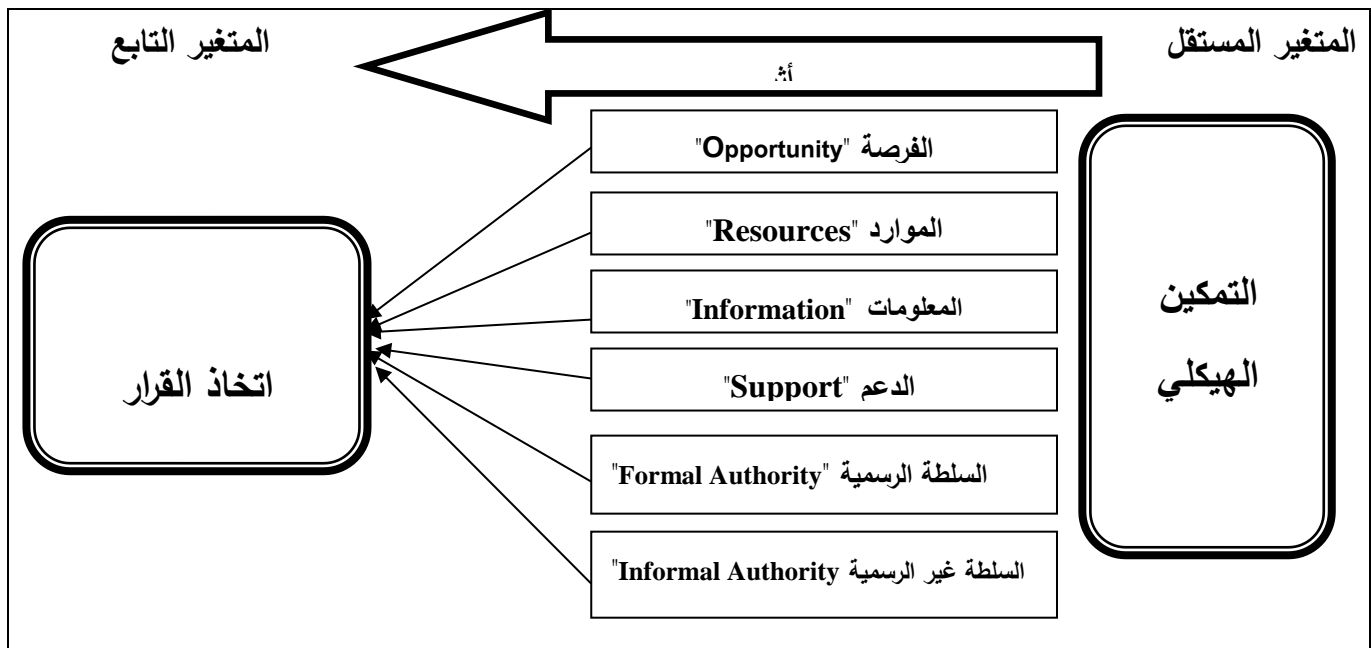 المتغير المستقل
المتغير التابع
أثر
الفرصة "Opportunity"
الموارد "Resources"
المعلومات "Information"
الدعم "Support"
السلطة الرسمية "Formal Authority"
السلطة غير الرسمية Informal Authority"
التمكين
الهيكلي
اتخاذ القرار